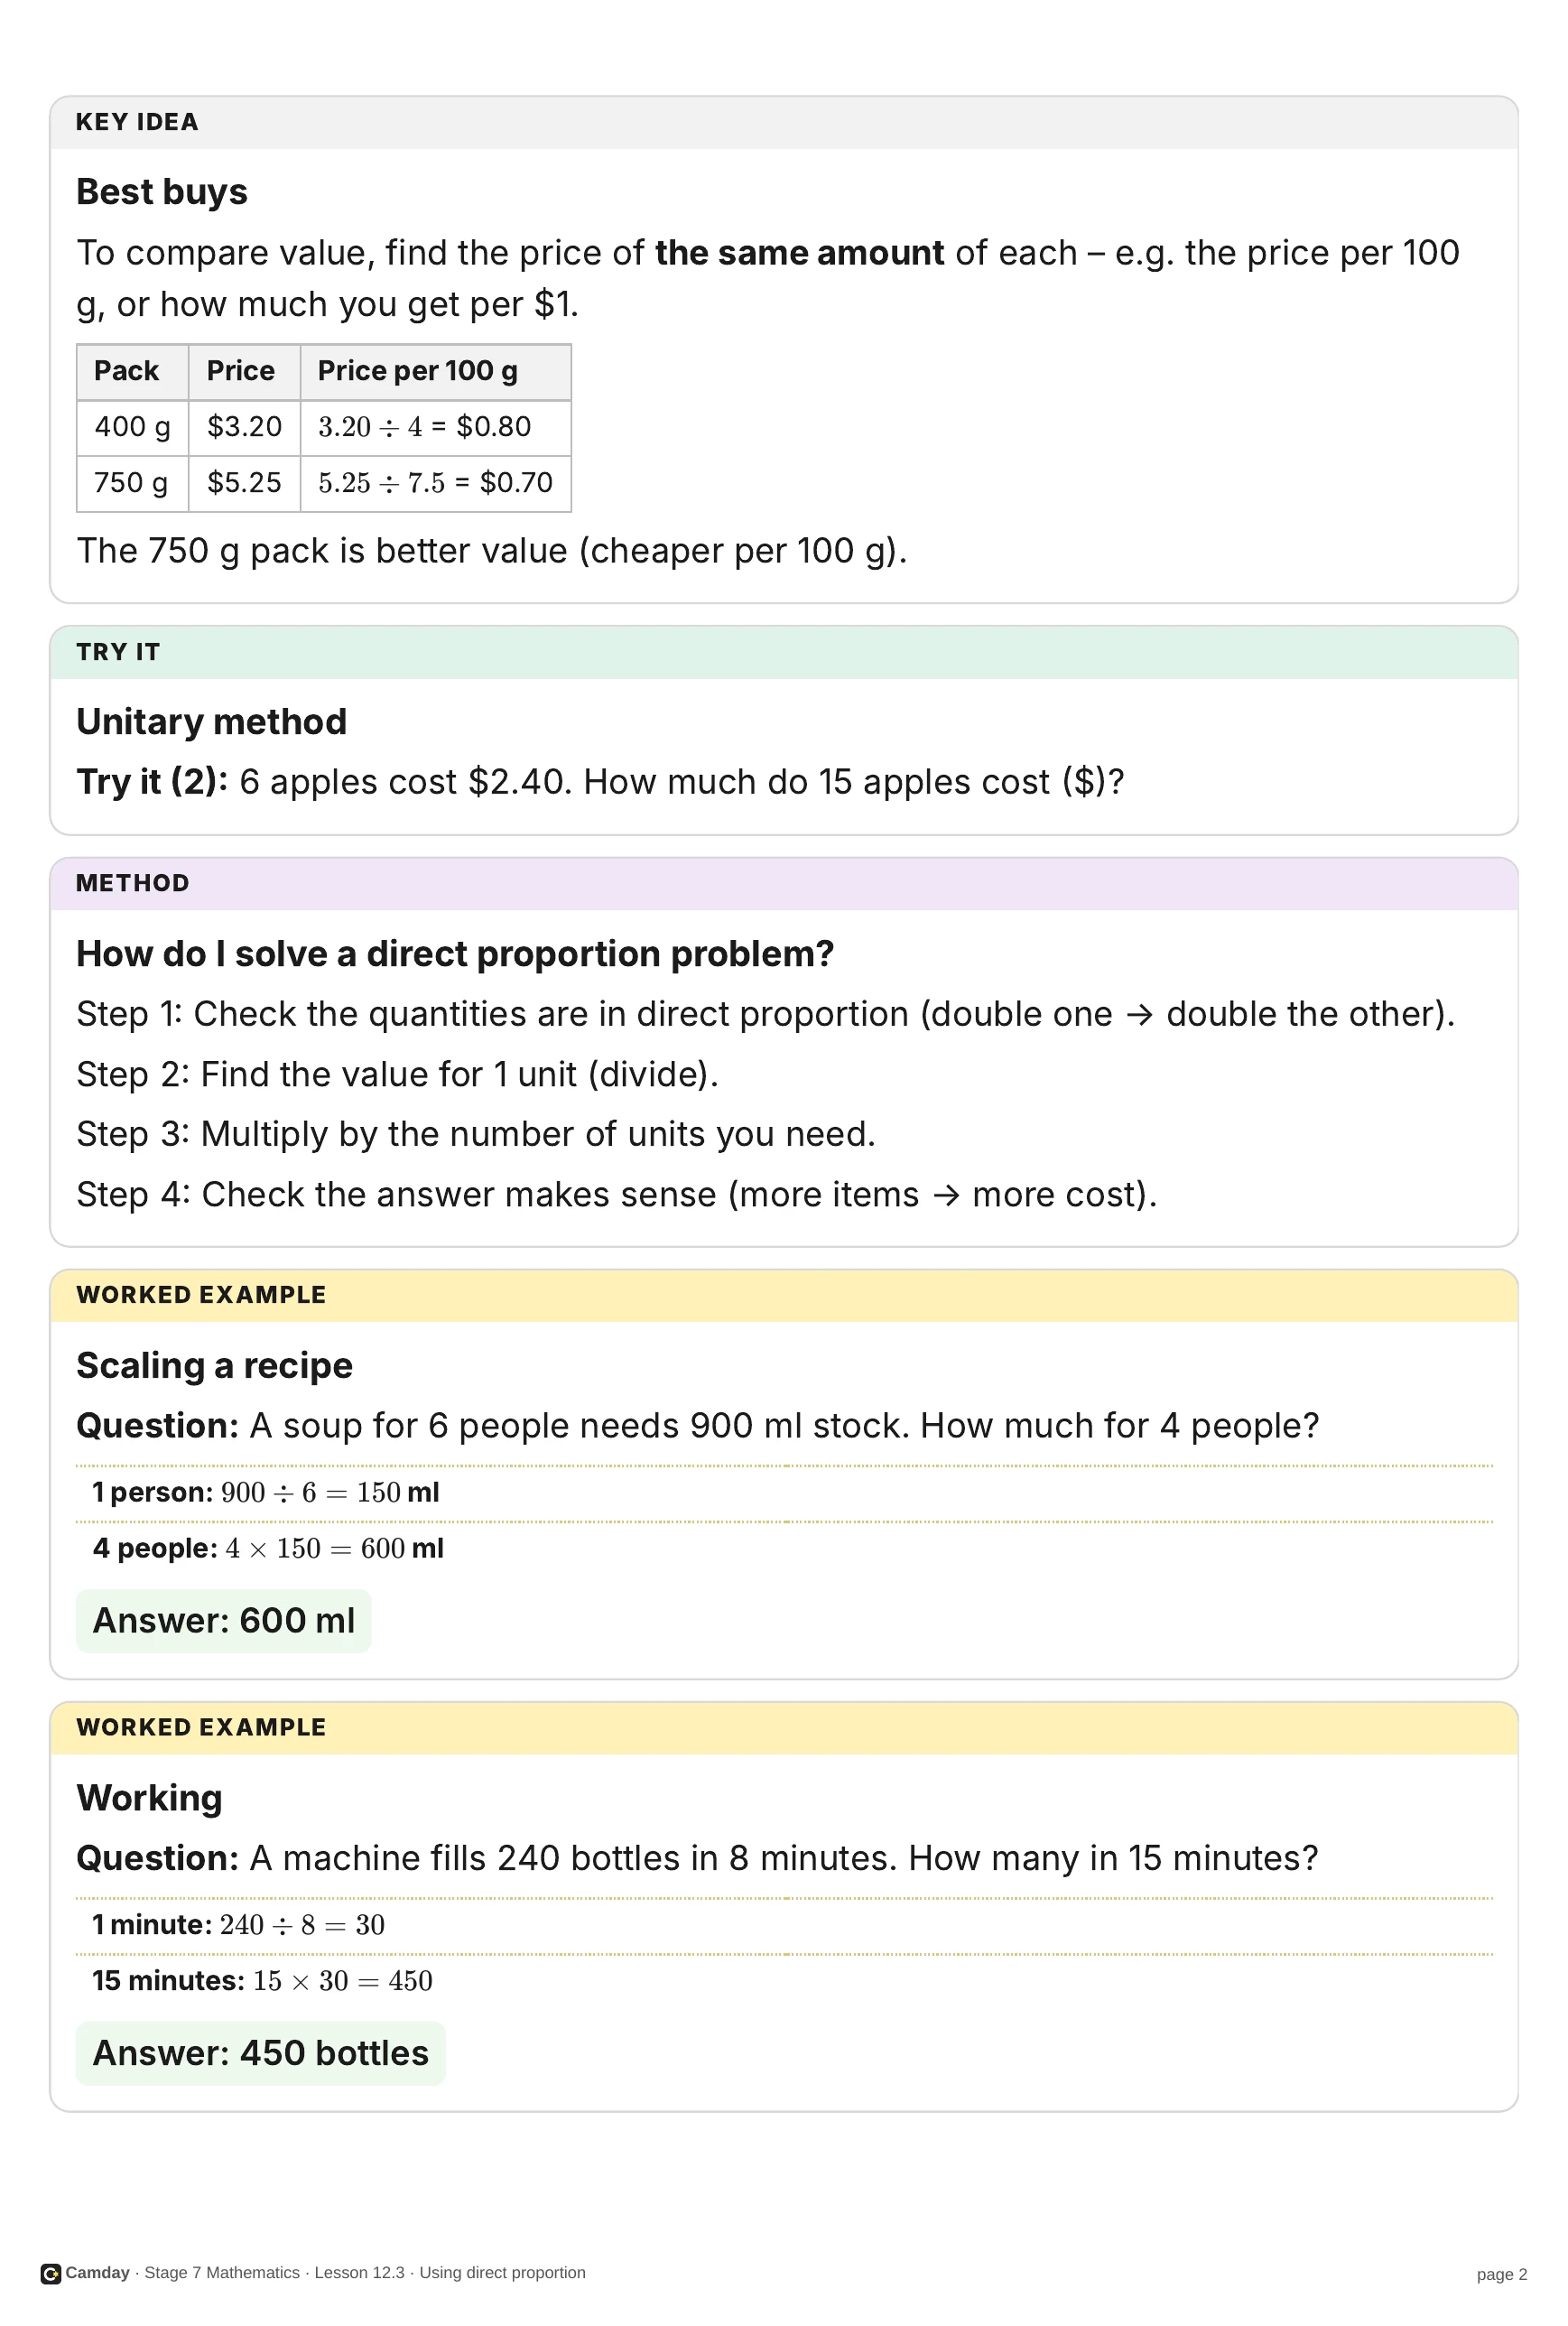 KEY IDEA
Best buys
To compare value, find the price of the same amount of each – e.g. the price per 100
g, or how much you get per $1.
Pack Price Price per 100 g
400 g $3.20 3.20 ÷ 4 = $0.80
750 g $5.25 5.25 ÷ 7.5 = $0.70
The 750 g pack is better value (cheaper per 100 g).
TRY IT
Unitary method
Try it (2): 6 apples cost $2.40. How much do 15 apples cost ($)?
METHOD
How do I solve a direct proportion problem?
Step 1: Check the quantities are in direct proportion (double one → double the other).
Step 2: Find the value for 1 unit (divide).
Step 3: Multiply by the number of units you need.
Step 4: Check the answer makes sense (more items → more cost).
WORKED EXAMPLE
Scaling a recipe
Question: A soup for 6 people needs 900 ml stock. How much for 4 people?
1 person: 900 ÷ 6 = 150 ml
4 people: 4 × 150 = 600 ml
Answer: 600 ml
WORKED EXAMPLE
Working
Question: A machine fills 240 bottles in 8 minutes. How many in 15 minutes?
1 minute: 240 ÷ 8 = 30
15 minutes: 15 × 30 = 450
Answer: 450 bottles
Camday · Stage 7 Mathematics · Lesson 12.3 · Using direct proportion
page 2